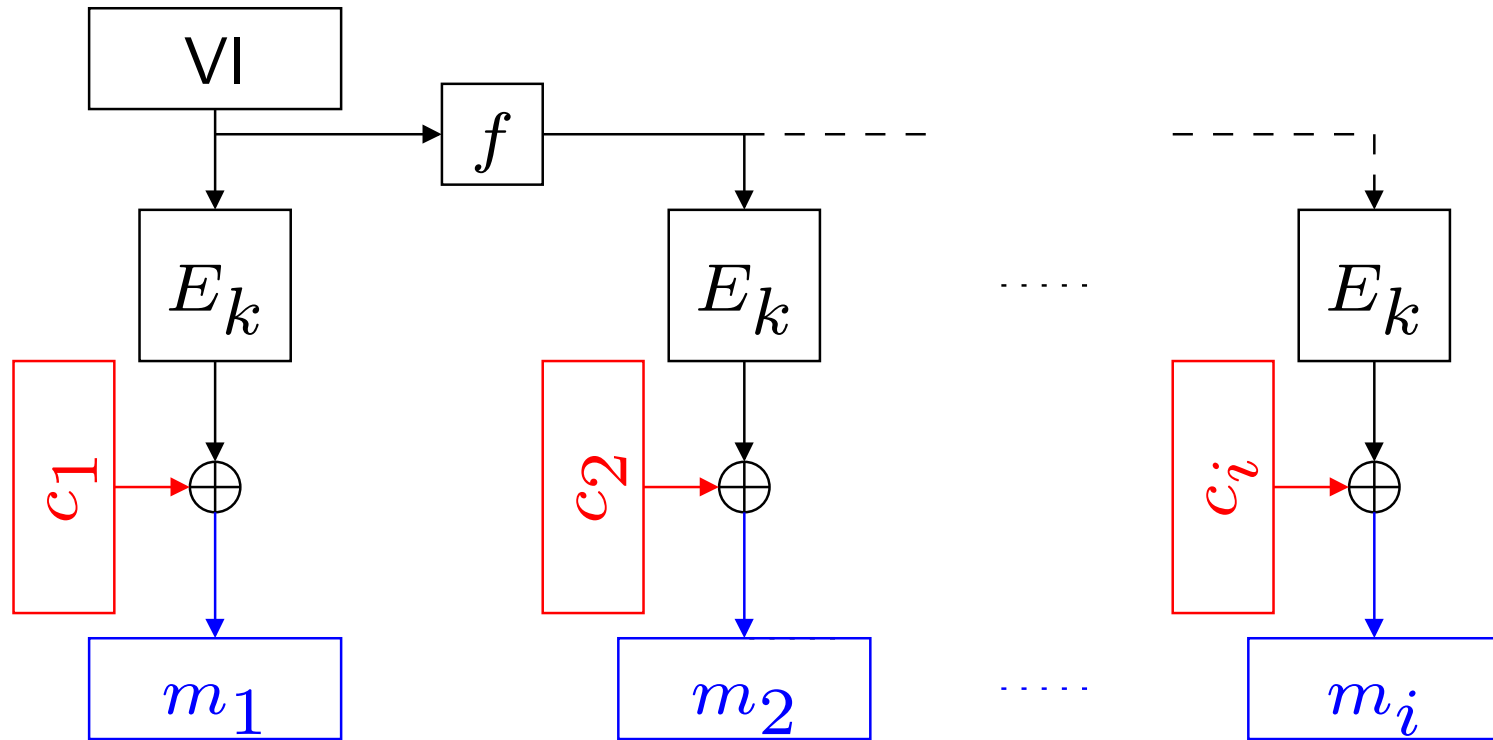 VI
f
E_k E_k ..... E_k
c_1 c_2 c_i
m_1 m_2 ..... m_i